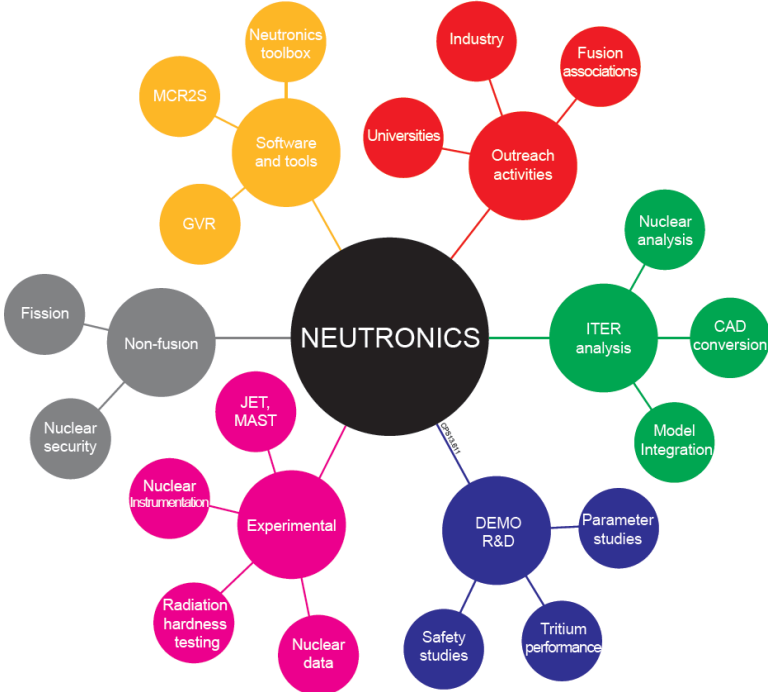 Neutronics
toolbox
MCR2S
Software
and tools
GVR
Industry
Fusion
associations
Universities
Outreach
activities
Nuclear
analysis
ITER
analysis
CAD
conversion
Model
Integration
NEUTRONICS
Fission
Non-fusion
Nuclear
security
JET,
MAST
Nuclear
Instrumentation
Experimental
Radiation
hardness
testing
Nuclear
data
CPS13.811
DEMO
R&D
Parameter
studies
Safety
studies
Tritium
performance